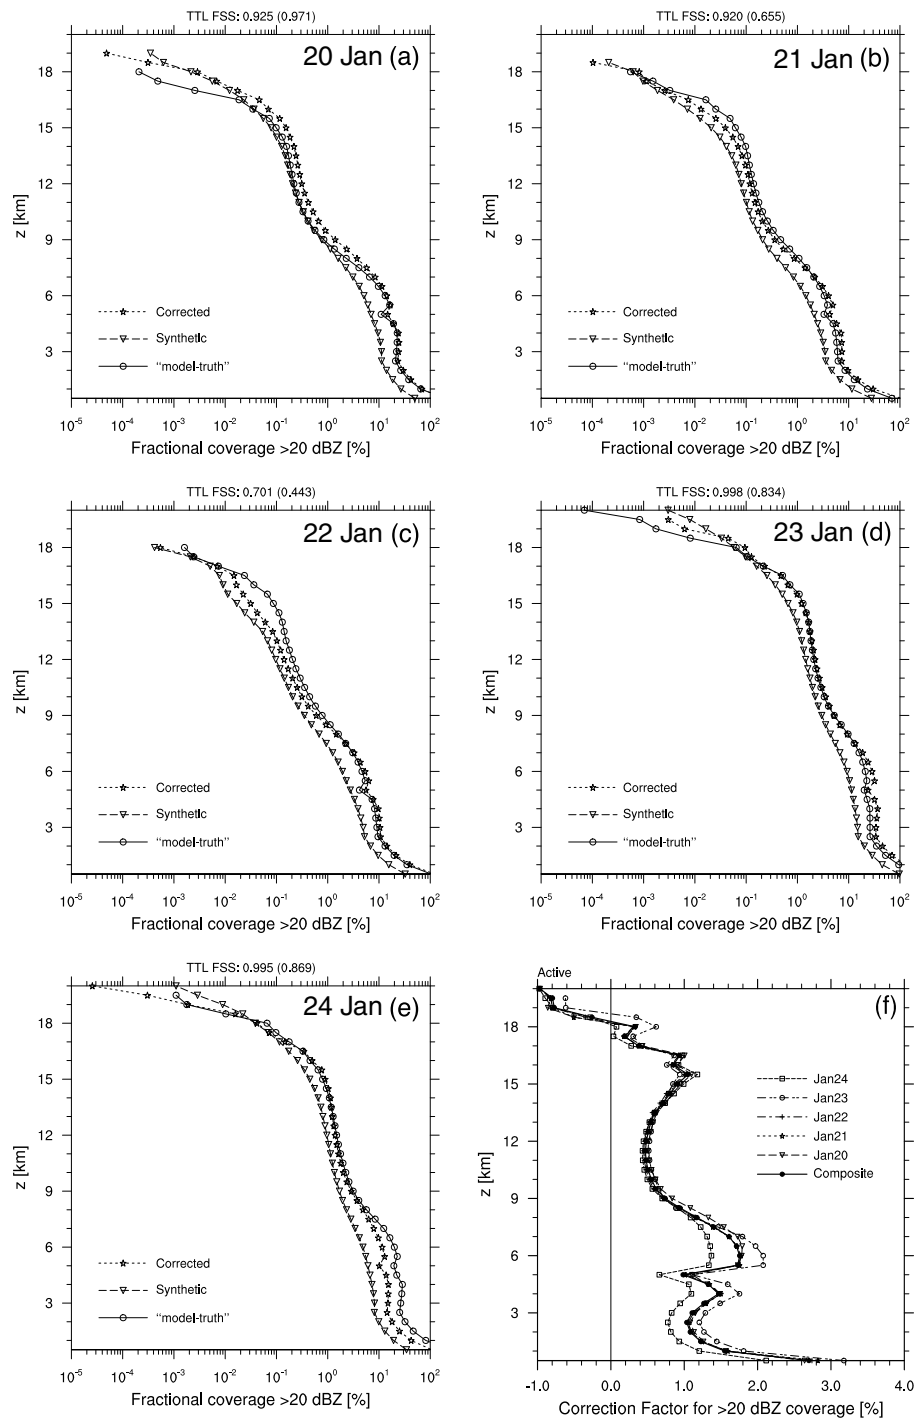 TTL FSS: 0.925 (0.971)
20 Jan (a)
z [km]
18
15
12
9
6
3
Corrected
Synthetic
"model-truth"
10-5 10-4 10-3 10-2 10-1 100 101 102
Fractional coverage >20 dBZ [%]
TTL FSS: 0.920 (0.655)
21 Jan (b)
z [km]
18
15
12
9
6
3
Corrected
Synthetic
"model-truth"
10-5 10-4 10-3 10-2 10-1 100 101 102
Fractional coverage >20 dBZ [%]
TTL FSS: 0.701 (0.443)
22 Jan (c)
z [km]
18
15
12
9
6
3
Corrected
Synthetic
"model-truth"
10-5 10-4 10-3 10-2 10-1 100 101 102
Fractional coverage >20 dBZ [%]
TTL FSS: 0.998 (0.834)
23 Jan (d)
z [km]
18
15
12
9
6
3
Corrected
Synthetic
"model-truth"
10-5 10-4 10-3 10-2 10-1 100 101 102
Fractional coverage >20 dBZ [%]
TTL FSS: 0.995 (0.869)
24 Jan (e)
z [km]
18
15
12
9
6
3
Corrected
Synthetic
"model-truth"
10-5 10-4 10-3 10-2 10-1 100 101 102
Fractional coverage >20 dBZ [%]
Active
(f)
z [km]
18
15
12
9
6
3
Jan24
Jan23
Jan22
Jan21
Jan20
Composite
-1.0 0.0 1.0 2.0 3.0 4.0
Correction Factor for >20 dBZ coverage [%]